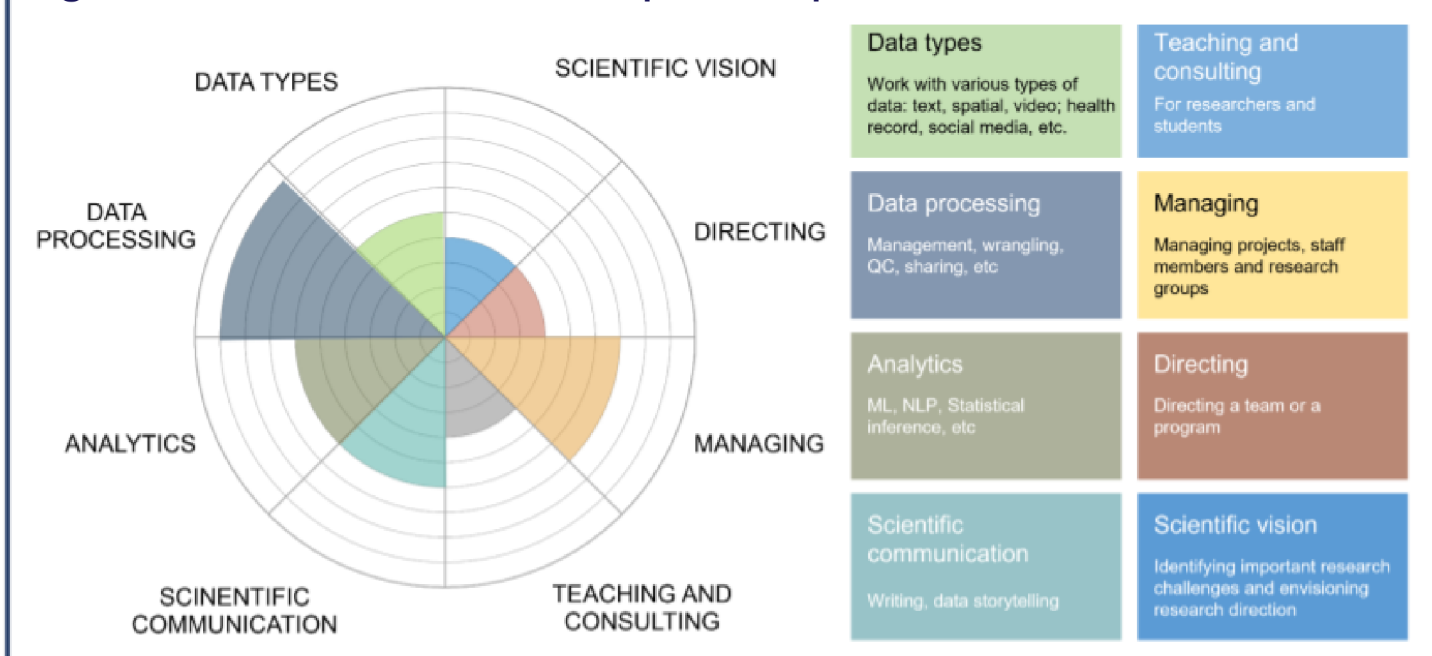 DATA TYPES
SCIENTIFIC VISION
DATA
PROCESSING
DIRECTING
ANALYTICS
MANAGING
SCINENTIFIC
COMMUNICATION
TEACHING AND
CONSULTING
Data types
Work with various types of
data: text, spatial, video; health
record, social media, etc.
Teaching and
consulting
For researchers and
students
Data processing
Management, wrangling,
QC, sharing, etc
Managing
Managing projects, staff
members and research
groups
Analytics
ML, NLP, Statistical
inference, etc
Directing
Directing a team or a
program
Scientific
communication
Writing, data storytelling
Scientific vision
Identifying important research
challenges and envisioning
research direction